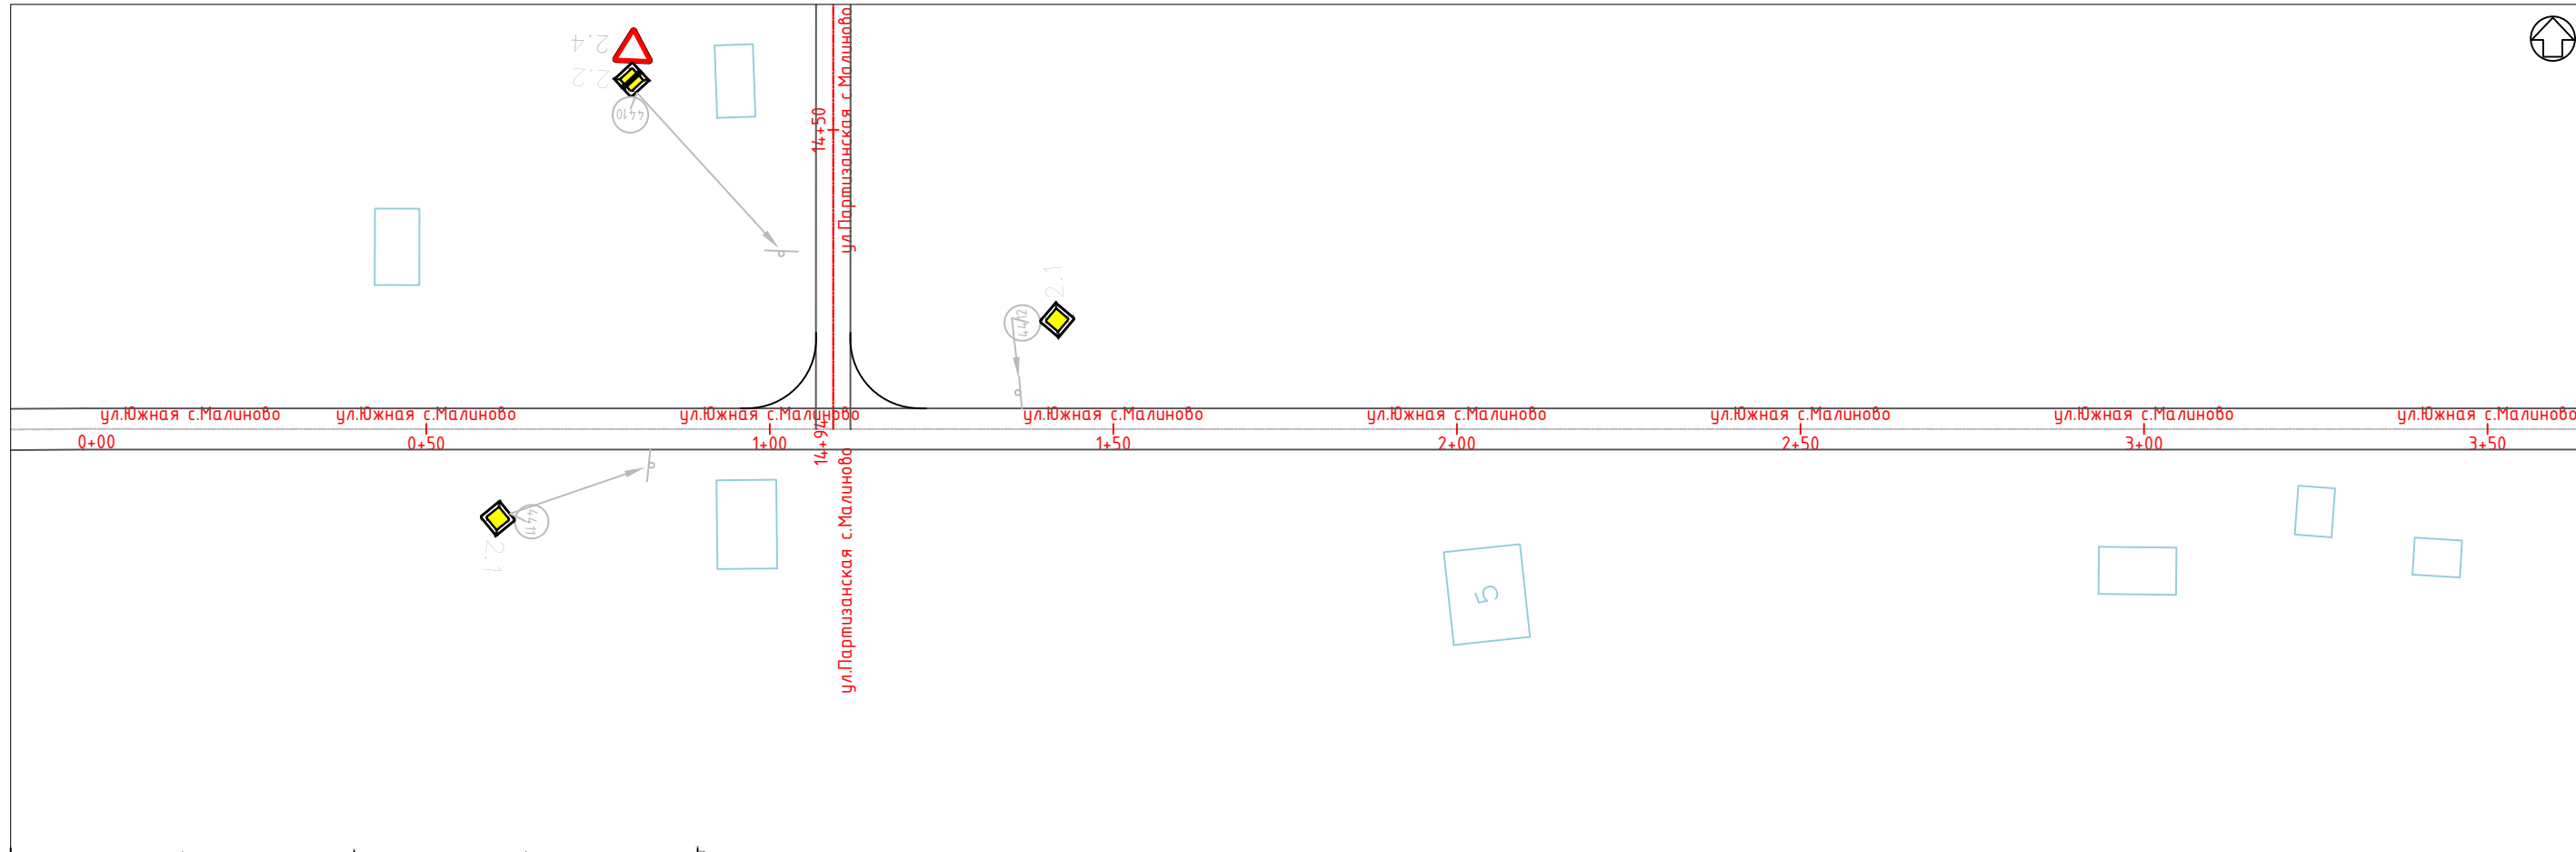 2.4
2.2
4410
14+50
ул.Партизанская с.Малиново
2.1
4412
ул.Южная с.Малиново
ул.Южная с.Малиново
ул.Южная с.Малиново
ул.Южная с.Малиново
ул.Южная с.Малиново
ул.Южная с.Малиново
ул.Южная с.Малиново
ул.Южная с.Малиново
0+00
0+50
1+00
14+94
1+50
2+00
2+50
3+00
3+50
4411
2.1
ул.Партизанская с.Малиново
5